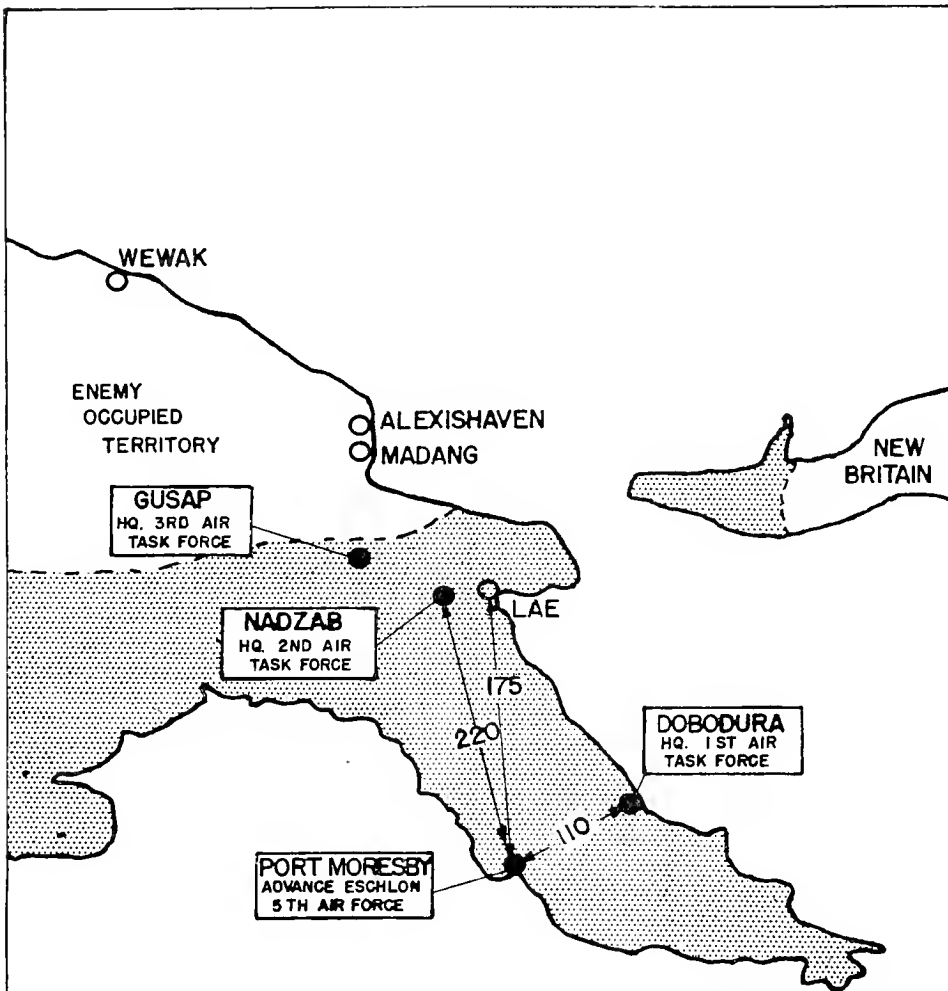 WEWAK
ENEMY
OCCUPIED
TERRITORY
ALEXISHAVEN
MADANG
NEW
BRITAIN
GUSAP
HQ. 3RD AIR
TASK FORCE
NADZAB
HQ. 2ND AIR
TASK FORCE
LAE
175
220
DOBODURA
HQ. 1ST AIR
TASK FORCE
110
PORT MORESBY
ADVANCE ESCHLON
5TH AIR FORCE